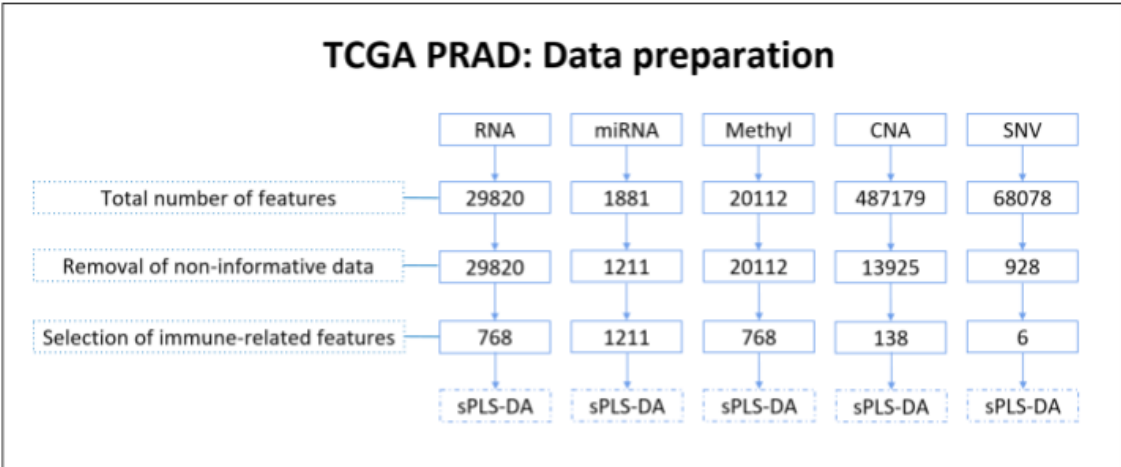 TCGA PRAD: Data preparation
RNA miRNA Methyl CNA SNV
Total number of features 29820 1881 20112 487179 68078
Removal of non-informative data 29820 1211 20112 13925 928
Selection of immune-related features 768 1211 768 138 6
sPLS-DA sPLS-DA sPLS-DA sPLS-DA sPLS-DA